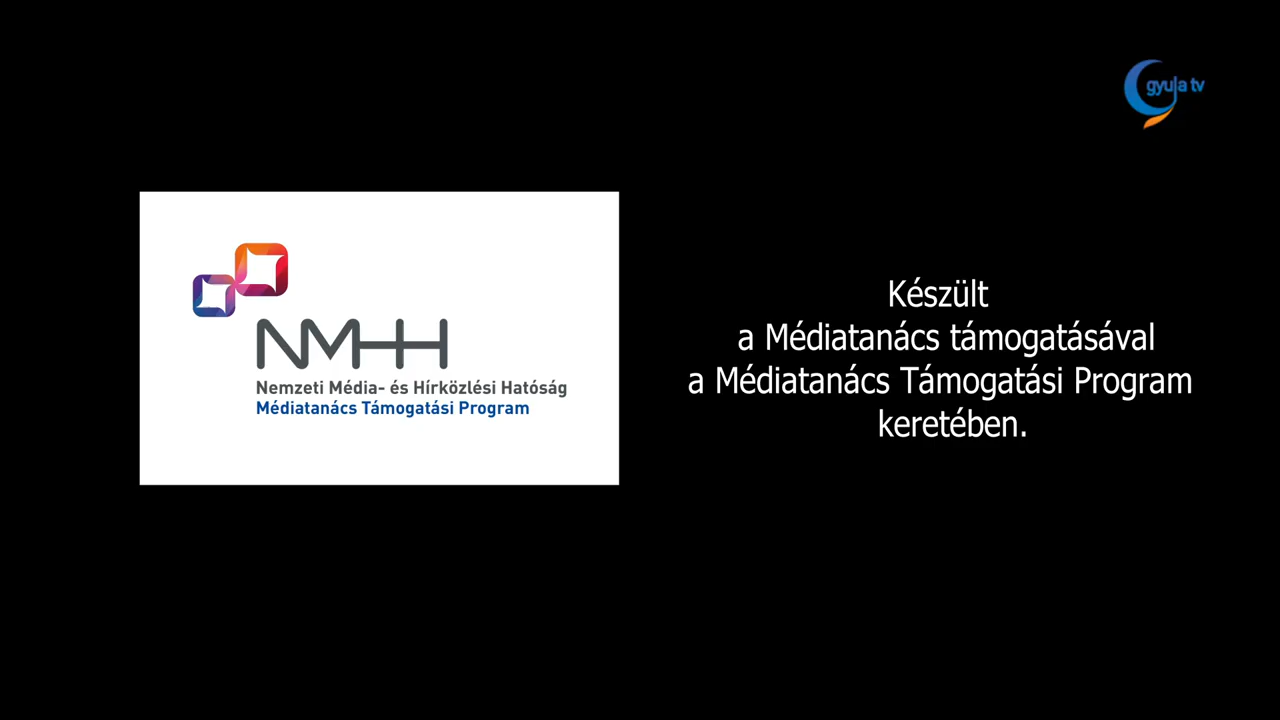 gyula tv
NMHH
Nemzeti Média- és Hírközlési Hatóság
Médiatanács Támogatási Program
Készült
a Médiatanács támogatásával
a Médiatanács Támogatási Program
keretében.